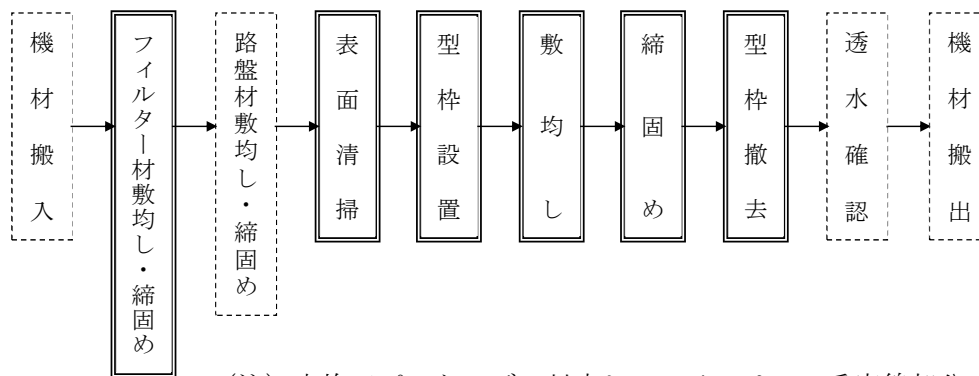 機材搬入
フィルター材敷均し・締固め
路盤材敷均し・締固め
表面清掃
型枠設置
敷均し
締固め
型枠撤去
透水確認
機材搬出